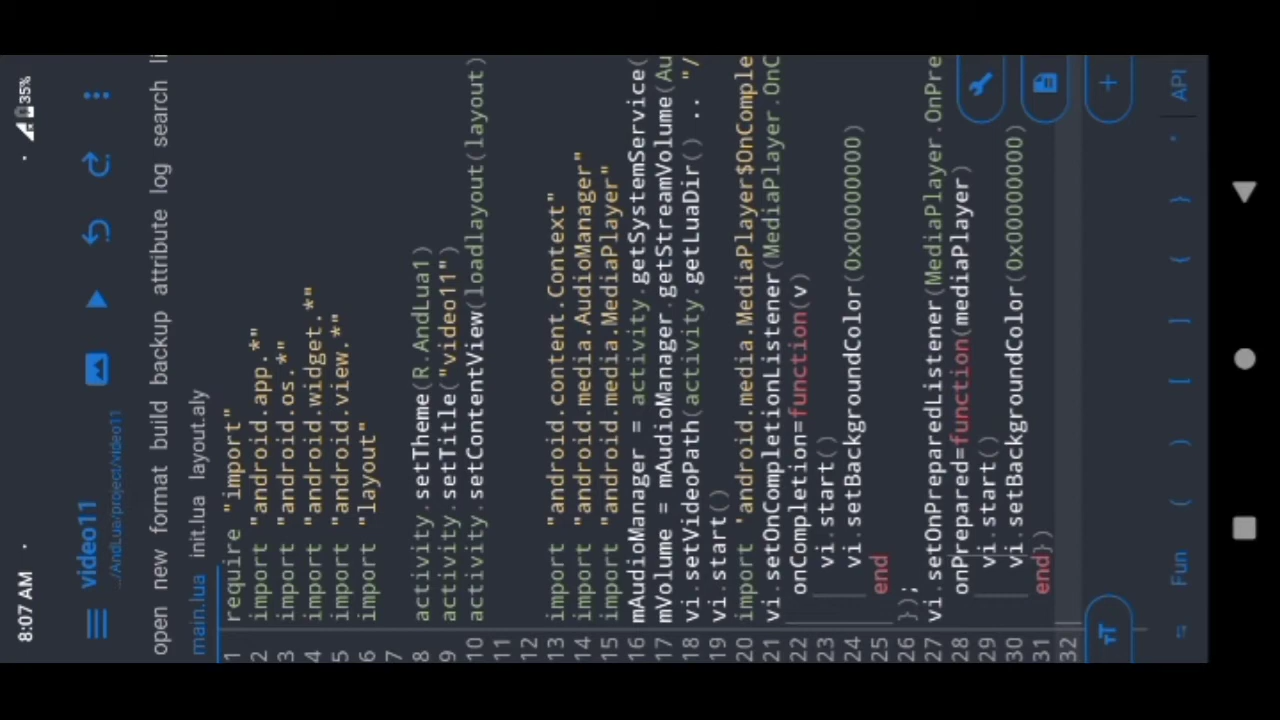 8:07 AM
35%
video11
.../AndLua/project/video11
open new format build backup attribute log search li
main.lua init.lua layout.aly
1 require "import"
2 import "android.app.*"
3 import "android.os.*"
4 import "android.widget.*"
5 import "android.view.*"
6 import "layout"
7
8 activity.setTheme(R.AndLua1)
9 activity.setTitle("video11")
10 activity.setContentView(loadlayout(layout)
11
12
13 import "android.content.Context"
14 import "android.media.AudioManager"
15 import "android.media.MediaPlayer"
16 mAudioManager = activity.getSystemService(
17 mVolume = mAudioManager.getStreamVolume(Au
18 vi.setVideoPath(activity.getLuaDir() .. "/
19 vi.start()
20 import 'android.media.MediaPlayer$OnComple
21 vi.setOnCompletionListener(MediaPlayer.OnC
22 onCompletion=function(v)
23 vi.start()
24 vi.setBackgroundColor(0x00000000)
25 end
26 });
27 vi.setOnPreparedListener(MediaPlayer.OnPre
28 onPrepared=function(mediaPlayer)
29 vi.start()
30 vi.setBackgroundColor(0x00000000)
31 end})
32
TT
Fun ( ) [ ] { } " API